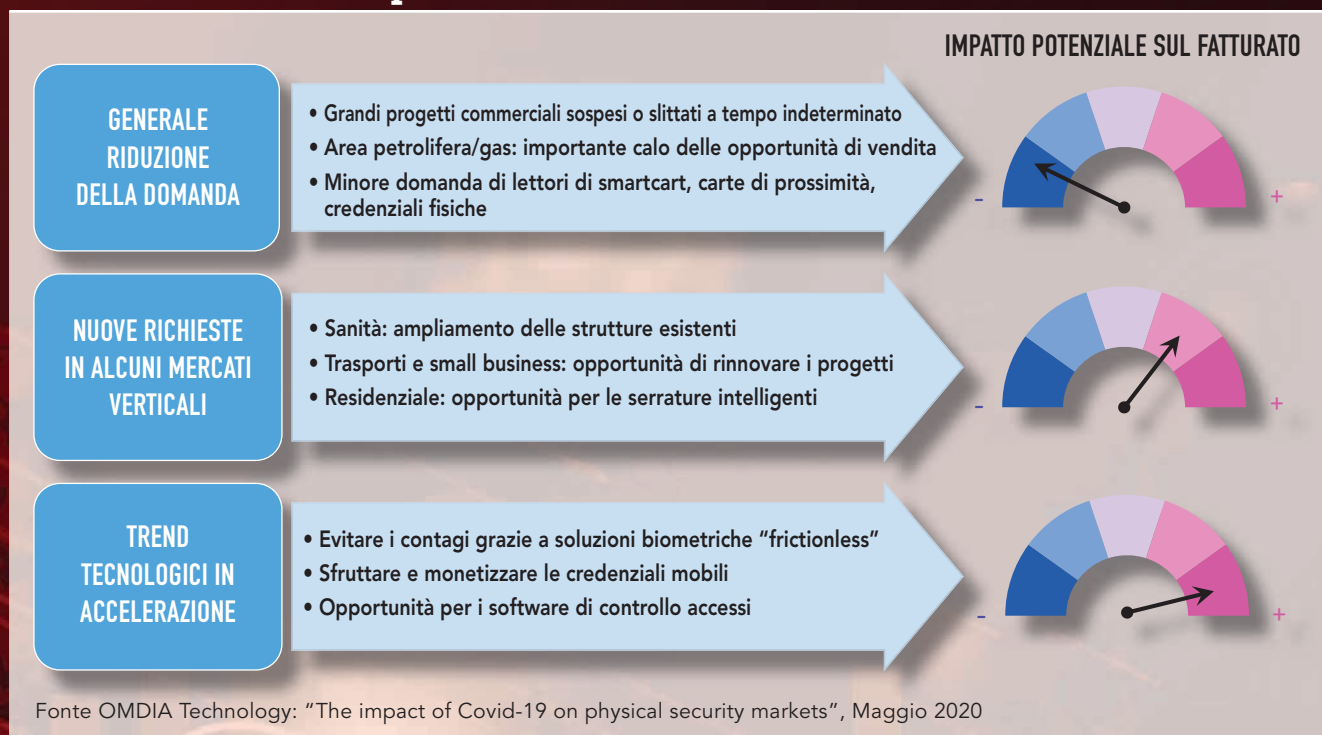 IMPATTO POTENZIALE SUL FATTURATO
GENERALE
RIDUZIONE
DELLA DOMANDA
• Grandi progetti commerciali sospesi o slittati a tempo indeterminato
• Area petrolifera/gas: importante calo delle opportunità di vendita
• Minore domanda di lettori di smartcart, carte di prossimità,
credenziali fisiche
- +
NUOVE RICHIESTE
IN ALCUNI MERCATI
VERTICALI
• Sanità: ampliamento delle strutture esistenti
• Trasporti e small business: opportunità di rinnovare i progetti
• Residenziale: opportunità per le serrature intelligenti
- +
TREND
TECNOLOGICI IN
ACCELERAZIONE
• Evitare i contagi grazie a soluzioni biometriche “frictionless”
• Sfruttare e monetizzare le credenziali mobili
• Opportunità per i software di controllo accessi
- +
Fonte OMDIA Technology: “The impact of Covid-19 on physical security markets”, Maggio 2020